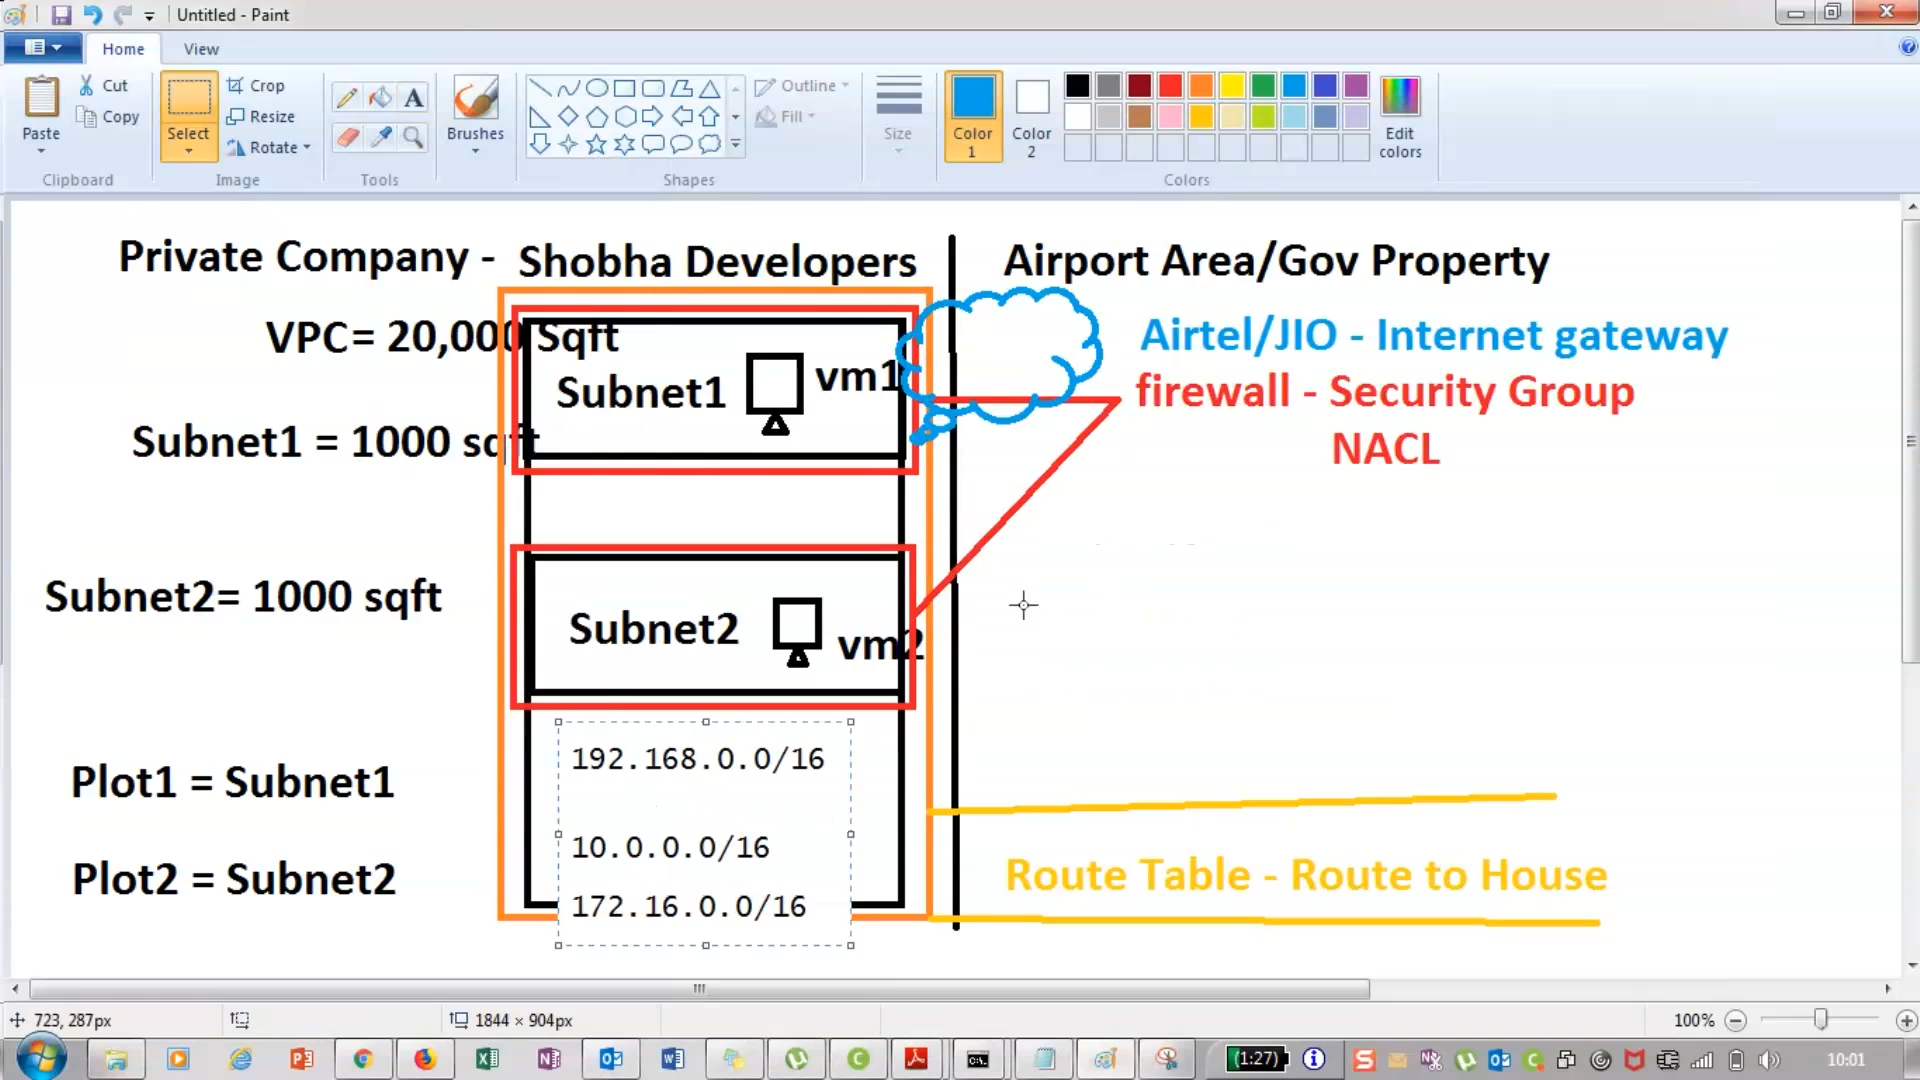 Untitled - Paint
Home
View
Paste
Cut
Copy
Clipboard
Select
Crop
Resize
Rotate
Image
Tools
Brushes
Shapes
Outline
Fill
Size
Color 1
Color 2
Edit colors
Colors
Private Company - Shobha Developers
Airport Area/Gov Property
VPC= 20,000 Sqft
Airtel/JIO - Internet gateway
Subnet1 vm1
firewall - Security Group
NACL
Subnet1 = 1000 sqft
Subnet2= 1000 sqft
Subnet2 vm2
192.168.0.0/16
Plot1 = Subnet1
10.0.0.0/16
Plot2 = Subnet2
172.16.0.0/16
Route Table - Route to House
723, 287px
1844 × 904px
100%
(1:27)
10:01